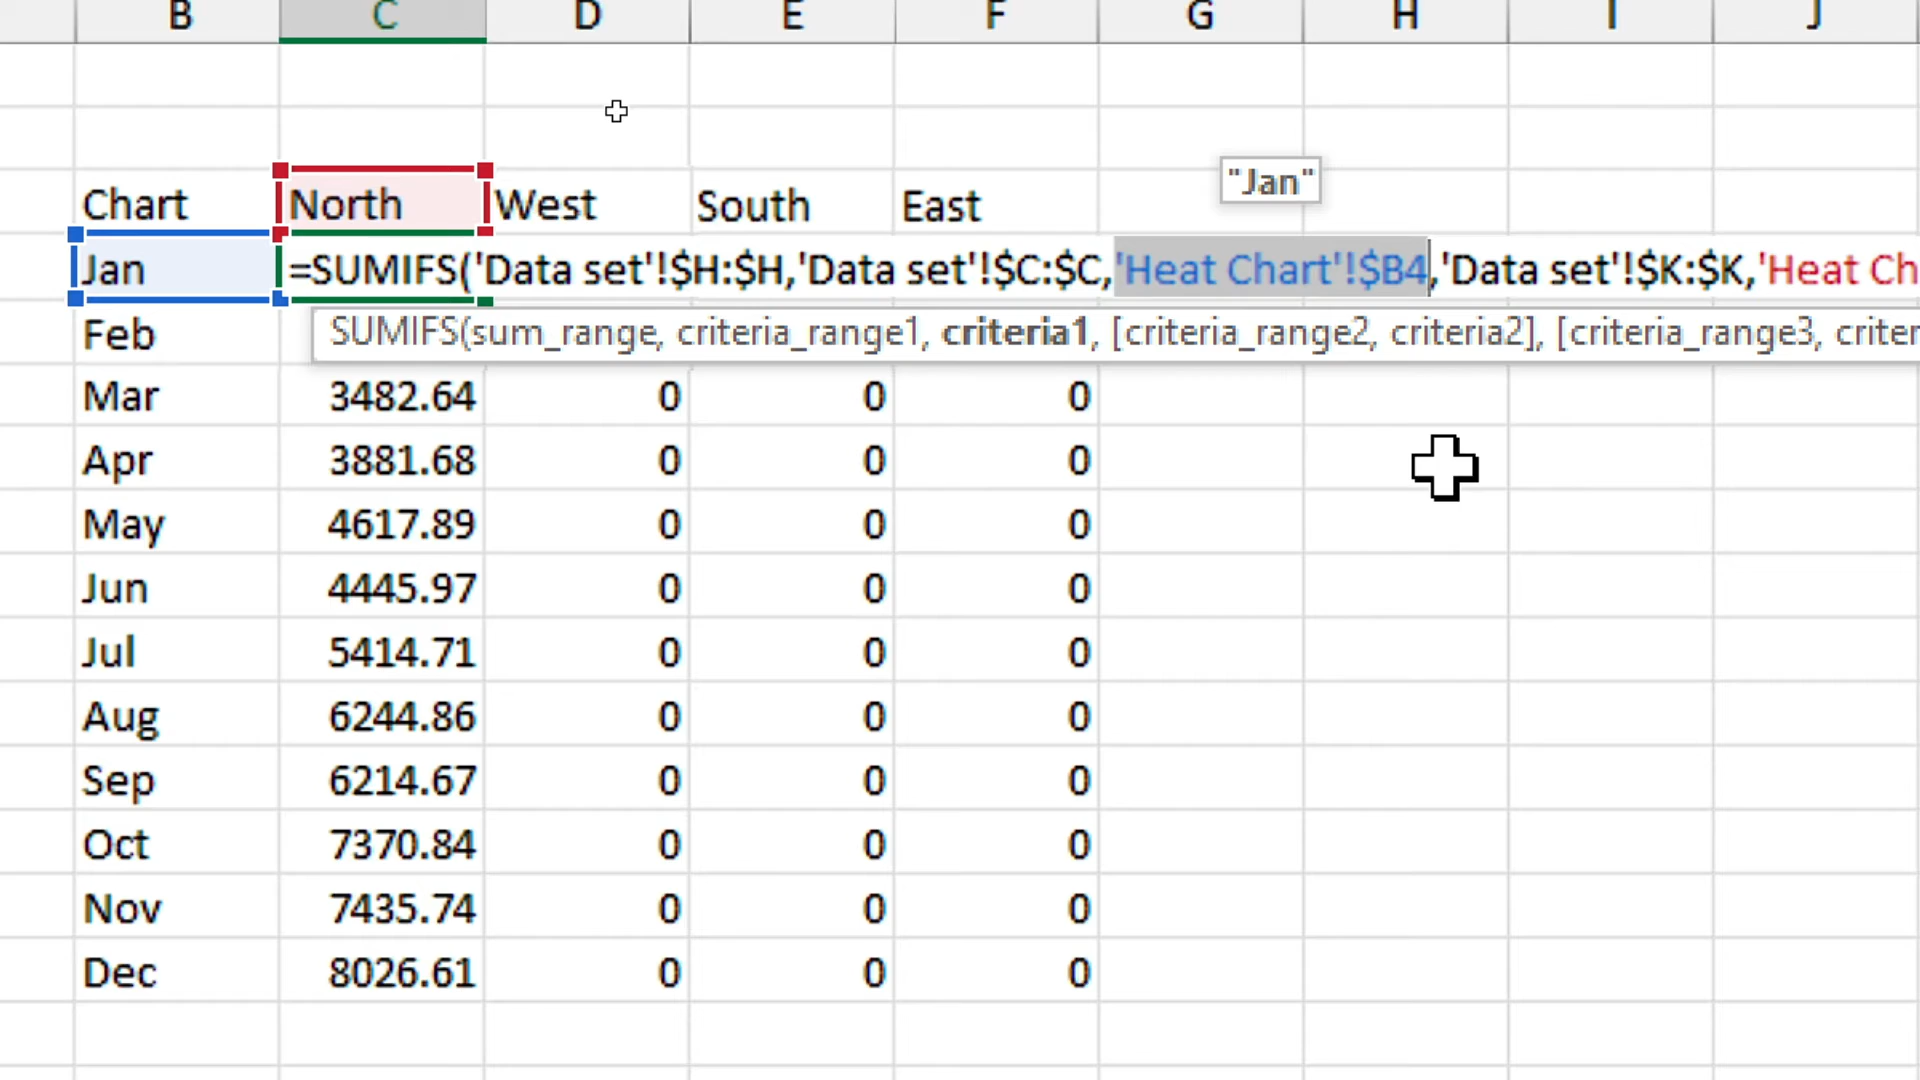 B C D E F G H I J
"Jan"
Chart North West South East
Jan =SUMIFS('Data set'!$H:$H,'Data set'!$C:$C,'Heat Chart'!$B4,'Data set'!$K:$K,'Heat Ch
Feb SUMIFS(sum_range, criteria_range1, criteria1, [criteria_range2, criteria2], [criteria_range3, criter
Mar 3482.64 0 0 0
Apr 3881.68 0 0 0
May 4617.89 0 0 0
Jun 4445.97 0 0 0
Jul 5414.71 0 0 0
Aug 6244.86 0 0 0
Sep 6214.67 0 0 0
Oct 7370.84 0 0 0
Nov 7435.74 0 0 0
Dec 8026.61 0 0 0